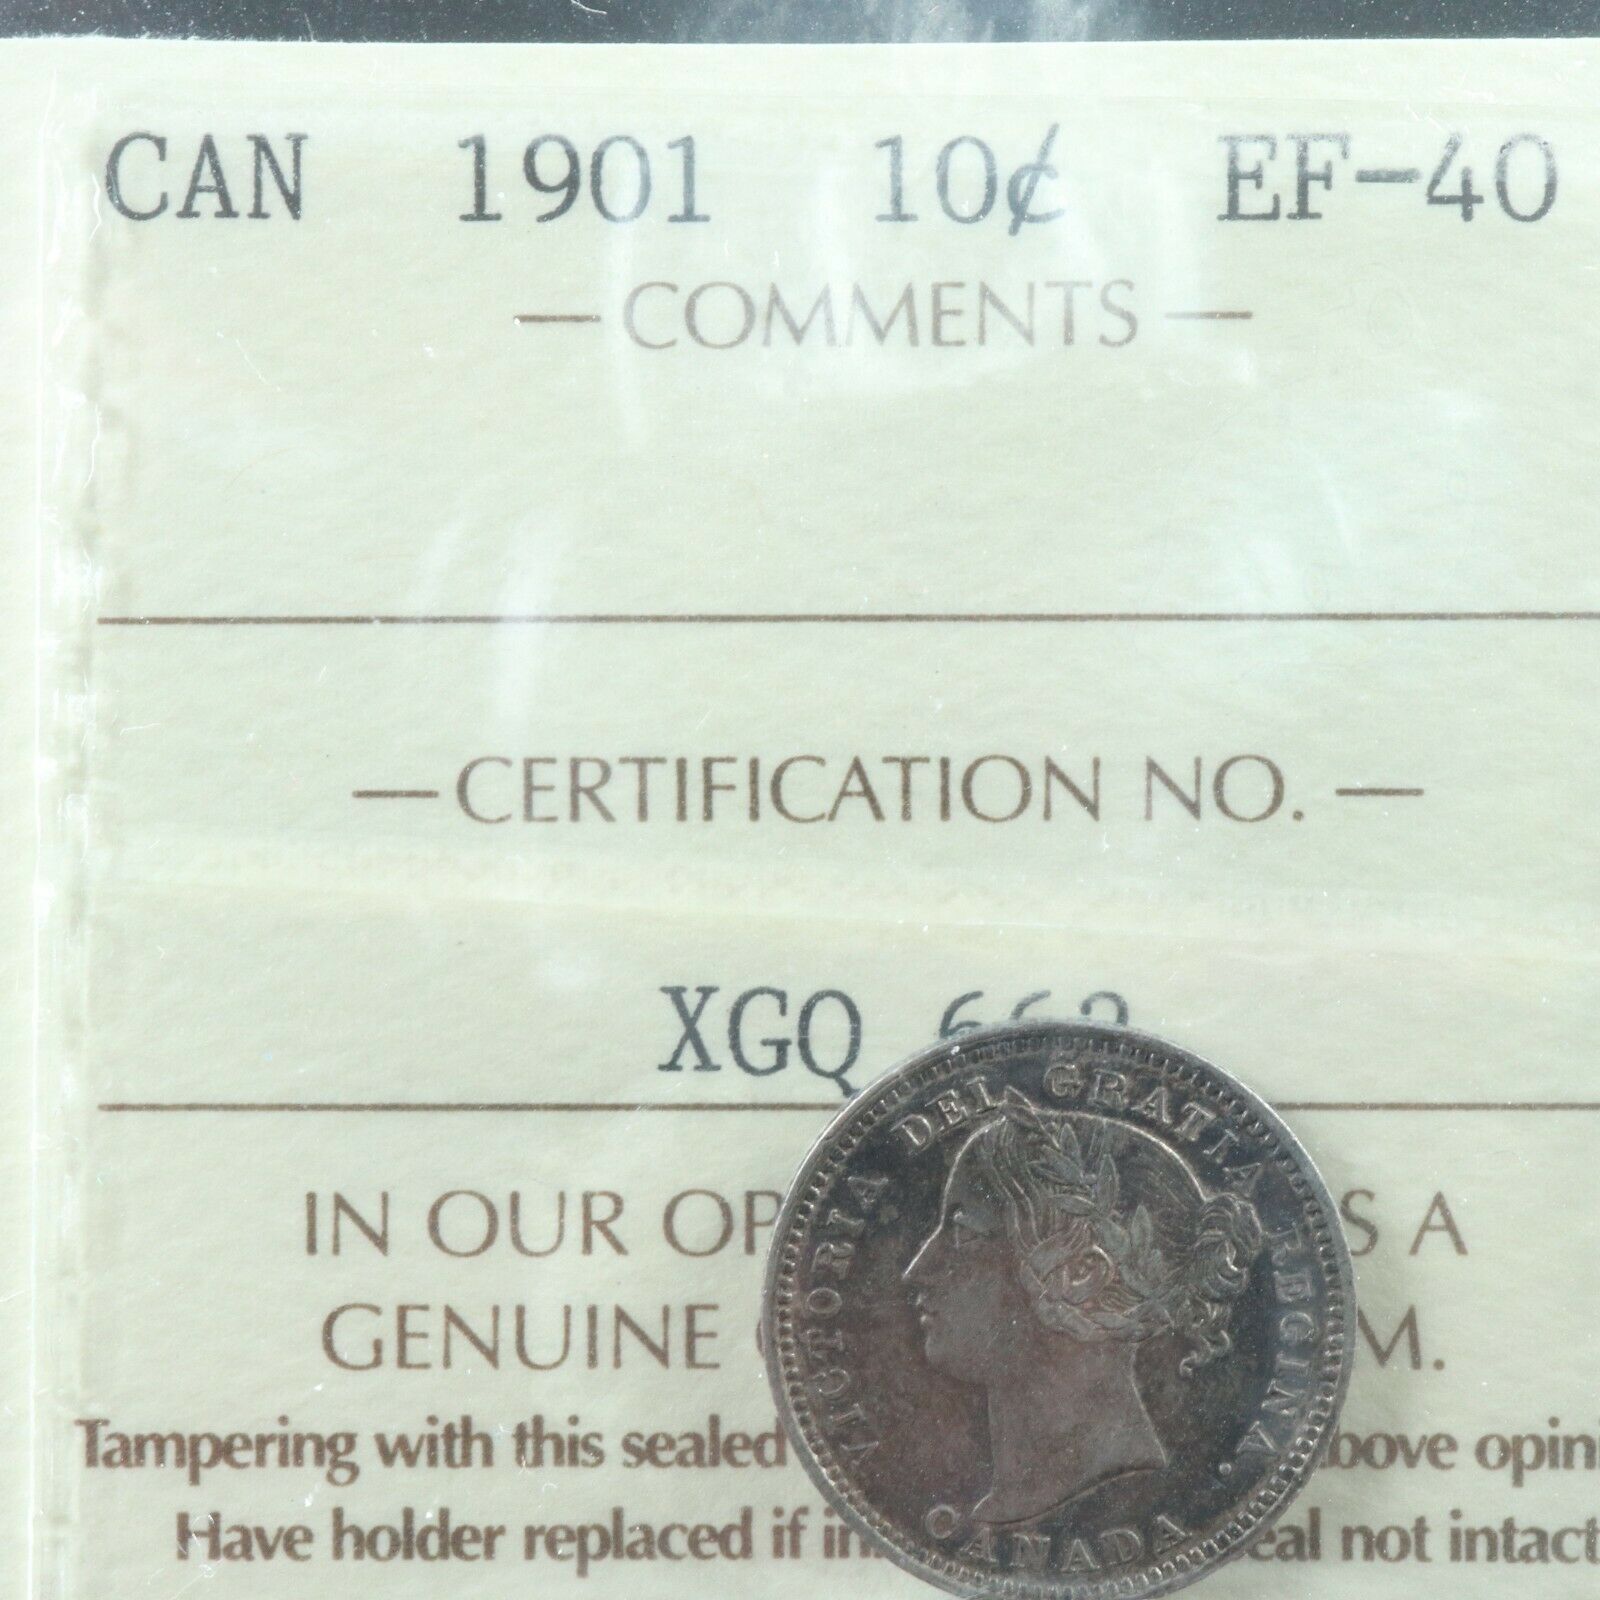 CAN 1901 10¢ EF-40
— COMMENTS —
— CERTIFICATION NO. —
XGQ
IN OUR OP S A
GENUINE M.
Tampering with this sealed bove opini
Have holder replaced if in eal not intact
VICTORIA DEI GRATIA REGINA.
CANADA